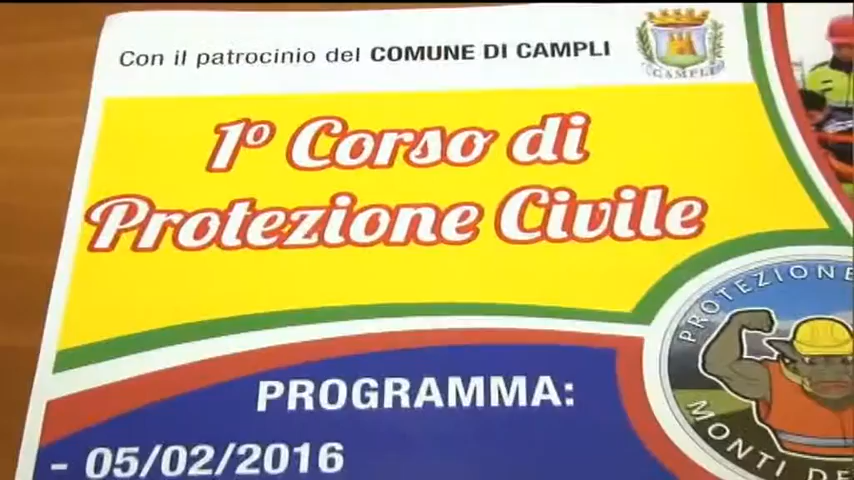 Con il patrocinio del COMUNE DI CAMPLI
CAMPLI
1° Corso di
Protezione Civile
PROTEZIONE
MONTI DE
PROGRAMMA:
- 05/02/2016